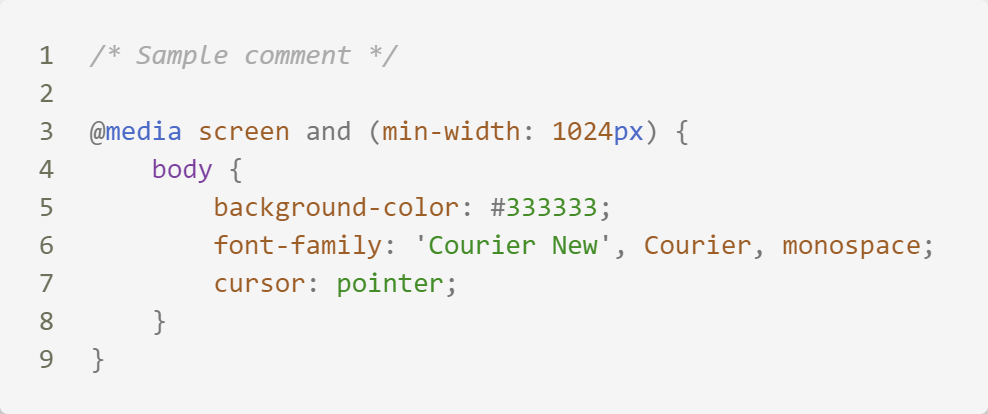 1 /* Sample comment */
2
3 @media screen and (min-width: 1024px) {
4     body {
5         background-color: #333333;
6         font-family: 'Courier New', Courier, monospace;
7         cursor: pointer;
8     }
9 }